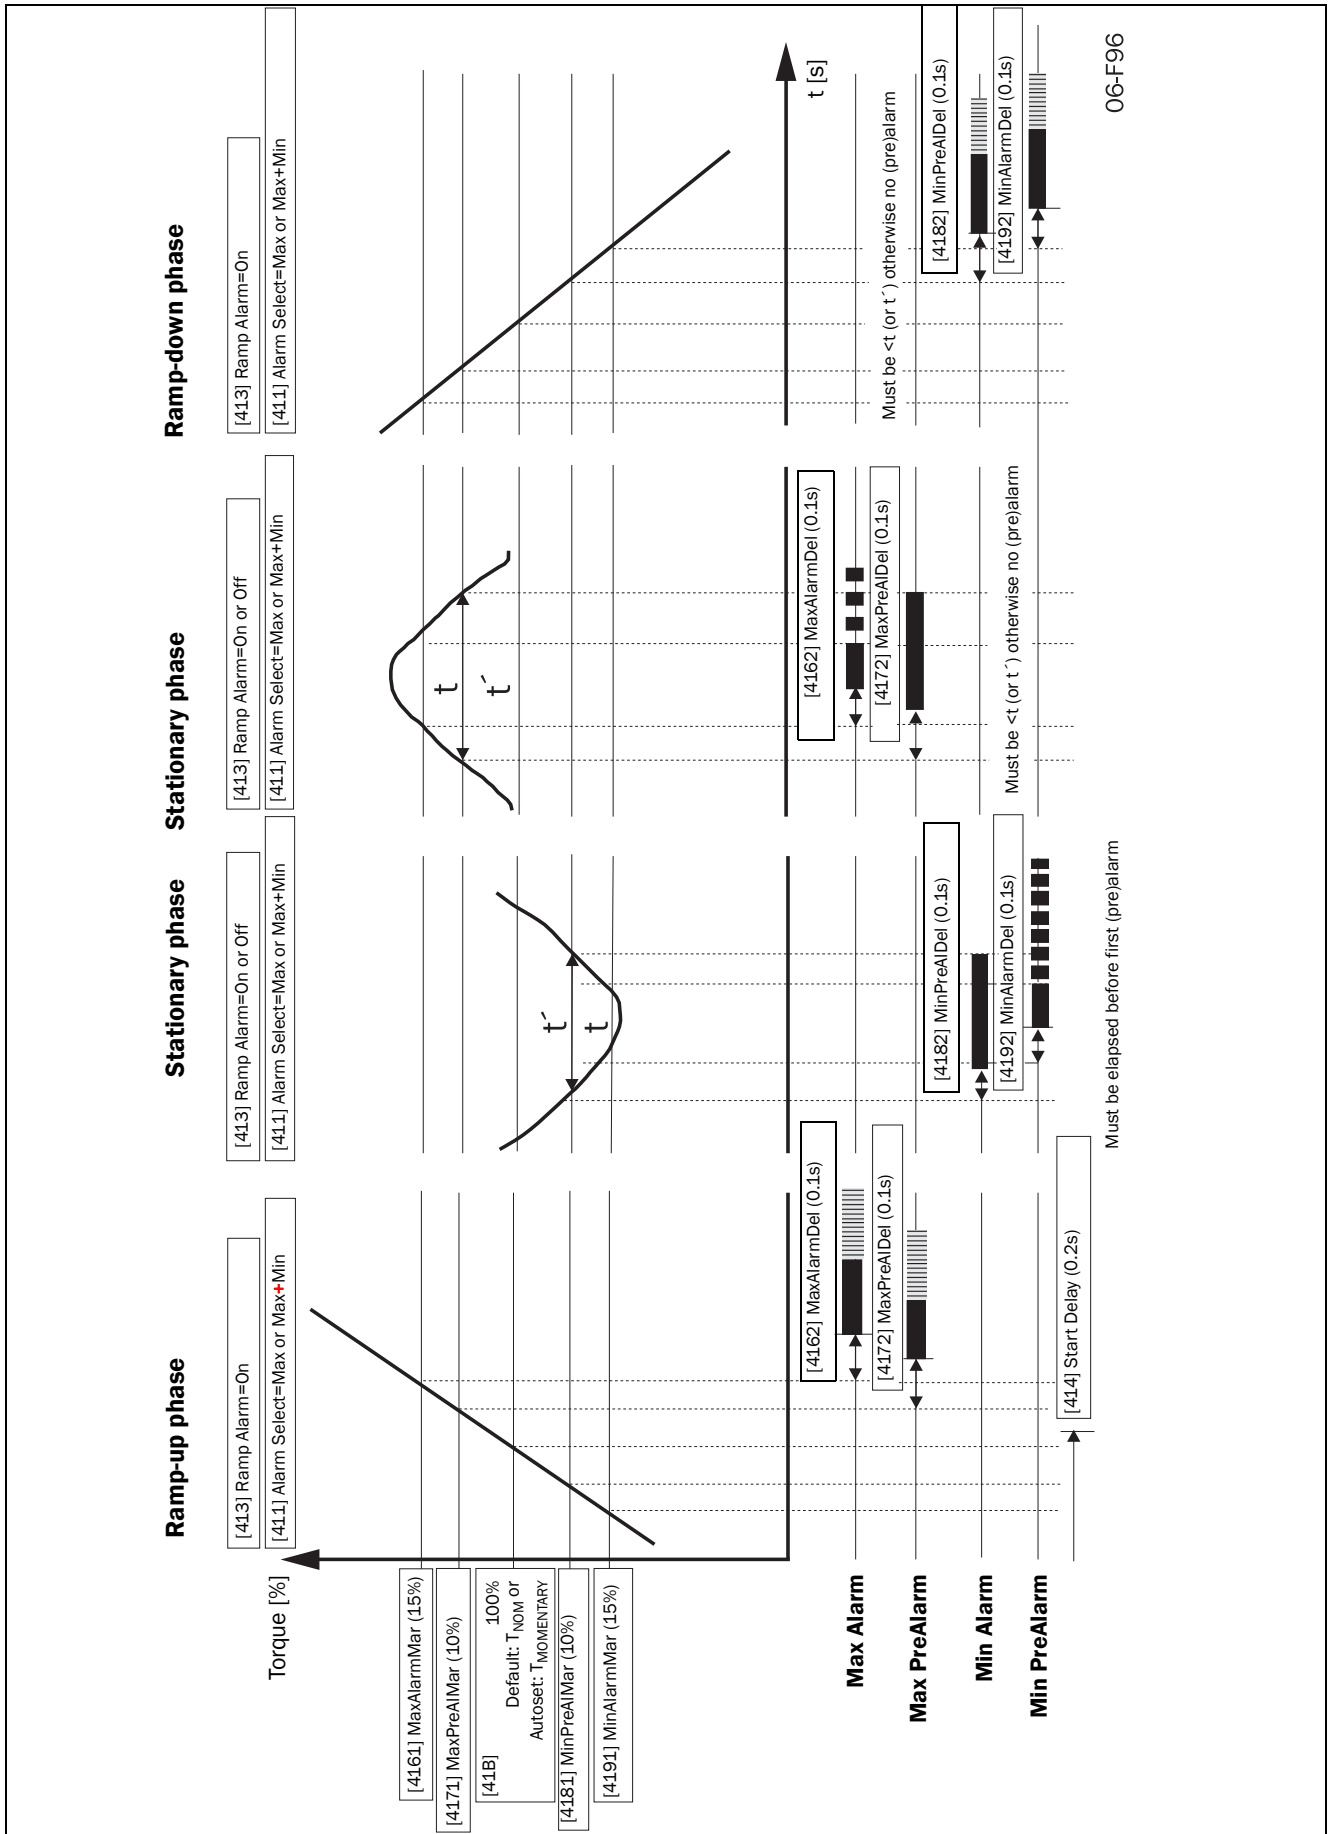 Ramp-up phase
Stationary phase
Stationary phase
Ramp-down phase
[413] Ramp Alarm=On
[413] Ramp Alarm=On or Off
[413] Ramp Alarm=On or Off
[413] Ramp Alarm=On
[411] Alarm Select=Max or Max+Min
[411] Alarm Select=Max or Max+Min
[411] Alarm Select=Max or Max+Min
[411] Alarm Select=Max or Max+Min
Torque [%]
[4161] MaxAlarmMar (15%)
[4171] MaxPreAlMar (10%)
[41B]
100%
Default: TNOM or
Autoset: TMOMENTARY
[4181] MinPreAlMar (10%)
[4191] MinAlarmMar (15%)
t´
t
t
t´
t [s]
[4162] MaxAlarmDel (0.1s)
[4162] MaxAlarmDel (0.1s)
Max Alarm
[4172] MaxPreAlDel (0.1s)
[4172] MaxPreAlDel (0.1s)
Must be <t (or t´) otherwise no (pre)alarm
Max PreAlarm
[4182] MinPreAlDel (0.1s)
[4182] MinPreAlDel (0.1s)
Min Alarm
[4192] MinAlarmDel (0.1s)
Must be <t (or t´) otherwise no (pre)alarm
[4192] MinAlarmDel (0.1s)
Min PreAlarm
[414] Start Delay (0.2s)
Must be elapsed before first (pre)alarm
06-F96